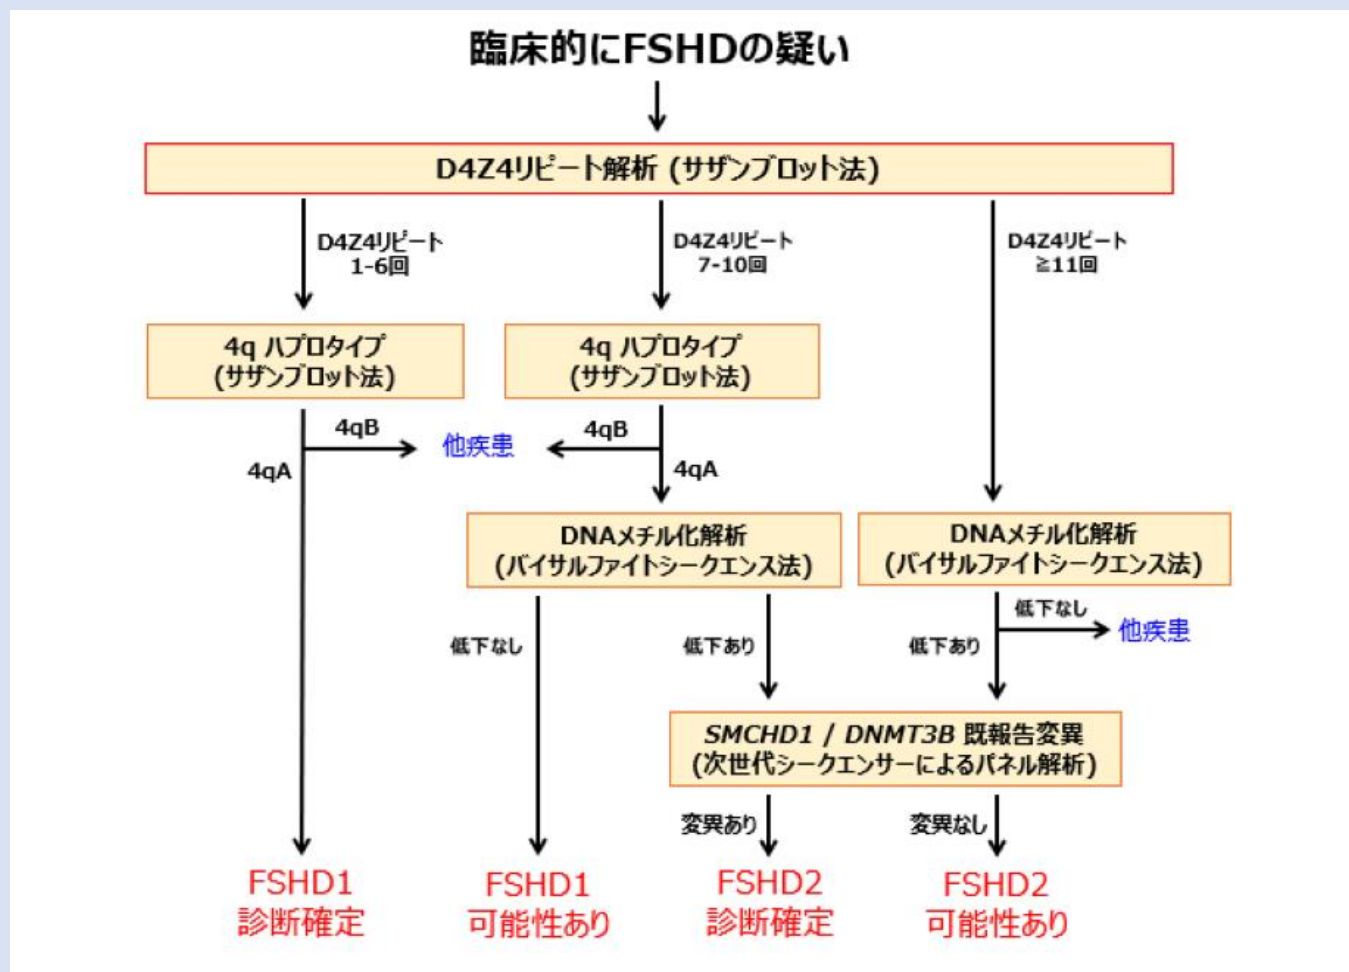 臨床的にFSHDの疑い
D4Z4リピート解析 (サザンブロット法)
D4Z4リピート
1-6回
D4Z4リピート
7-10回
D4Z4リピート
≧11回
4q ハプロタイプ
(サザンブロット法)
4q ハプロタイプ
(サザンブロット法)
4qB
他疾患
4qB
4qA
4qA
DNAメチル化解析
(バイサルファイトシークエンス法)
DNAメチル化解析
(バイサルファイトシークエンス法)
低下なし
低下あり
低下あり
低下なし
他疾患
SMCHD1 / DNMT3B 既報告変異
(次世代シークエンサーによるパネル解析)
変異あり
変異なし
FSHD1
診断確定
FSHD1
可能性あり
FSHD2
診断確定
FSHD2
可能性あり